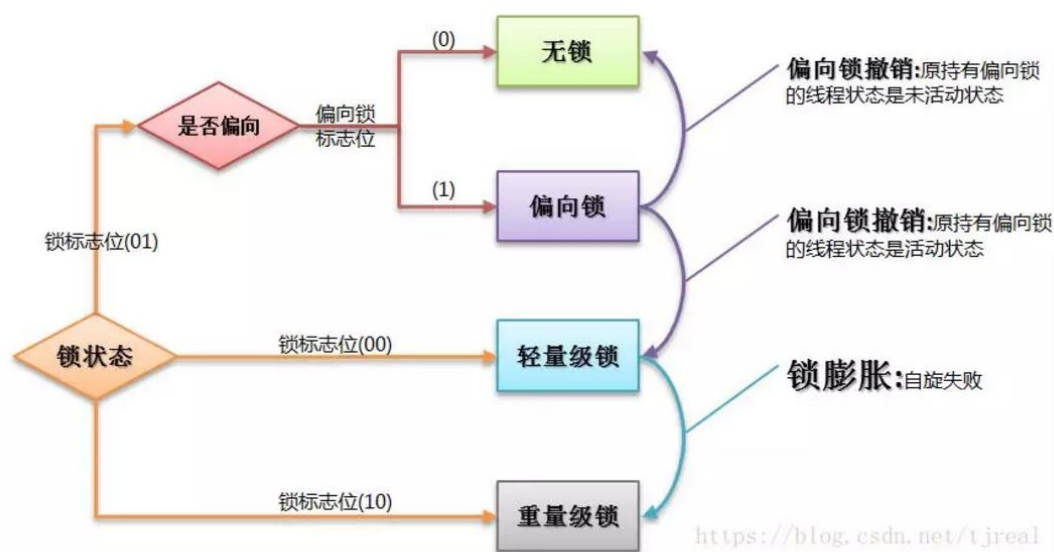 (0)
无锁
偏向锁撤销:原持有偏向锁
的线程状态是未活动状态
是否偏向
偏向锁
标志位
(1)
偏向锁
偏向锁撤销:原持有偏向锁
的线程状态是活动状态
锁标志位(01)
锁状态
锁标志位(00)
轻量级锁
锁膨胀:自旋失败
锁标志位(10)
重量级锁
https://blog.csdn.net/tjreal